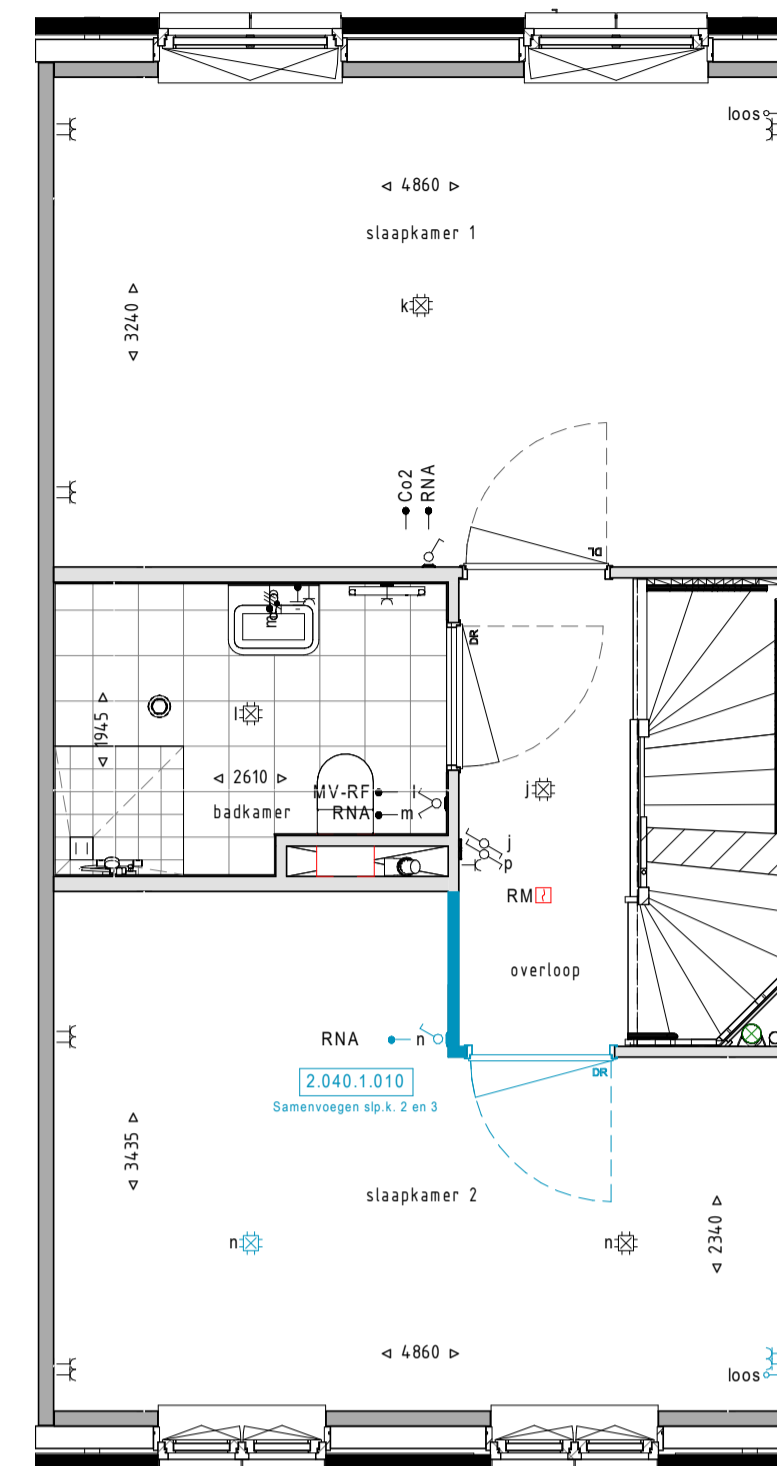 loos
4860
slaapkamer 1
3240
k
Co2
RNA
DL
m
DR
1945
l
2610
MV-RF l
badkamer
RNA m
j
j
p
RM
overloop
RNA n
2.040.1.010
DR
Samenvoegen slp.k. 2 en 3
3435
slaapkamer 2
2340
n
n
4860
loos